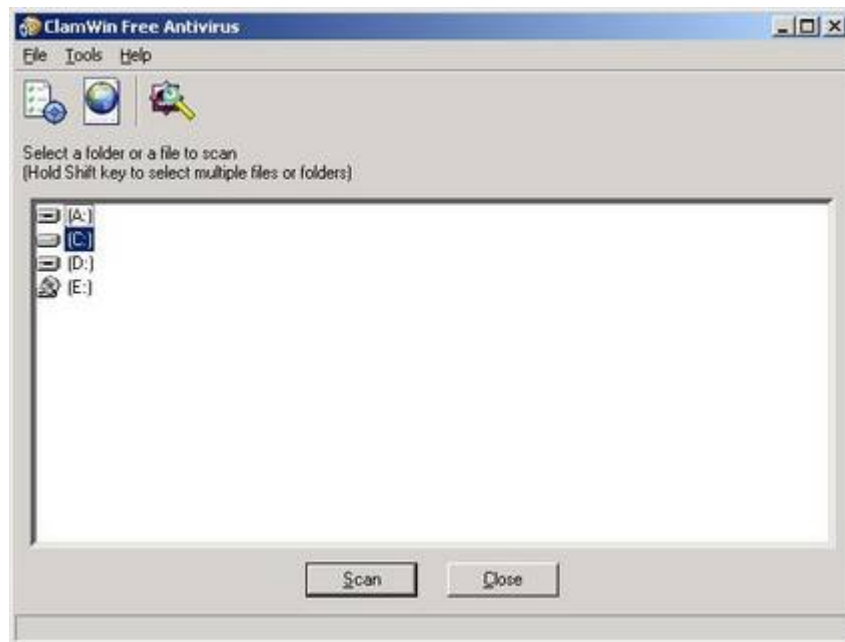 ClamWin Free Antivirus
File Tools Help
Select a folder or a file to scan
(Hold Shift key to select multiple files or folders)
(A:)
(C:)
(D:)
(E:)
Scan Close